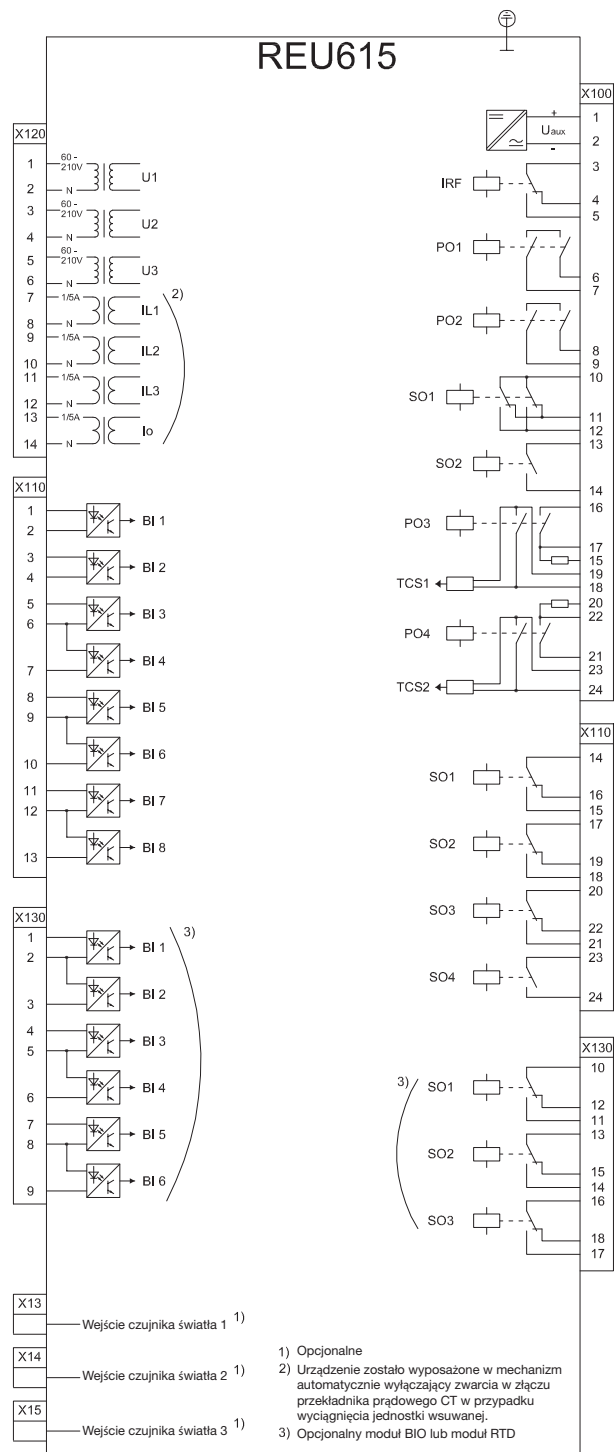 REU615
X120
1 60 - 210V
2 N U1
3 60 - 210V
4 N U2
5 60 - 210V
6 N U3
7 1/5A 2)
8 N IL1
9 1/5A
10 N IL2
11 1/5A
12 N IL3
13 1/5A
14 N Io
X110
1
2 BI 1
3
4 BI 2
5
6 BI 3
7 BI 4
8
9 BI 5
10 BI 6
11
12 BI 7
13 BI 8
X130
1 3)
2 BI 1
3 BI 2
4
5 BI 3
6 BI 4
7
8 BI 5
9 BI 6
X13
Wejście czujnika światła 1 1)
X14
Wejście czujnika światła 2 1)
X15
Wejście czujnika światła 3 1)
X100
+ 1
Uaux
- 2
3
IRF
4
5
PO1
6
7
PO2
8
9
10
SO1
11
12
13
SO2
14
16
PO3
17
15
19
TCS1 18
20
22
PO4
21
23
TCS2 24
X110
14
SO1
16
15
17
SO2
19
18
20
SO3
22
21
23
SO4
24
X130
10
3) SO1
12
11
13
SO2
15
14
16
SO3
18
17
1) Opcjonalne
2) Urządzenie zostało wyposażone w mechanizm
automatycznie wyłączający zwarcia w złączu
przekładnika prądowego CT w przypadku
wyciągnięcia jednostki wsuwanej.
3) Opcjonalny moduł BIO lub moduł RTD